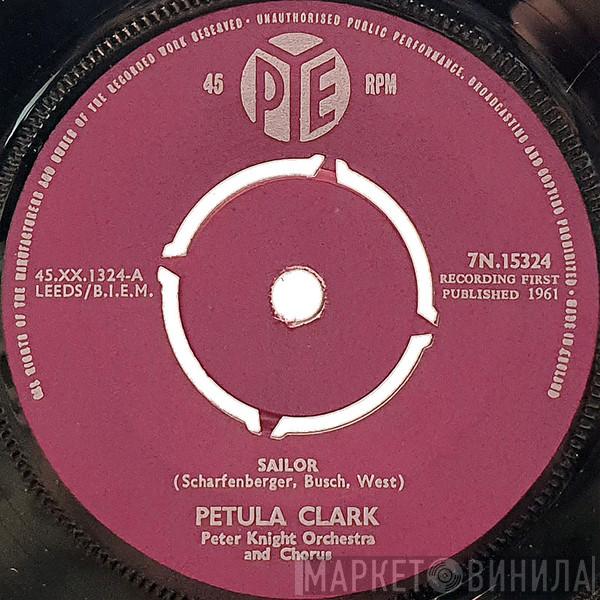 ALL RIGHTS OF THE MANUFACTURERS AND OWNER OF THE RECORDED WORK RESERVED · UNAUTHORISED PUBLIC PERFORMANCE, BROADCASTING AND COPYING PROHIBITED · MADE IN ENGLAND
45
PYE
RPM
45.XX.1324-A
LEEDS/B.I.E.M.
7N.15324
RECORDING FIRST
PUBLISHED 1961
SAILOR
(Scharfenberger, Busch, West)
PETULA CLARK
Peter Knight Orchestra
and Chorus
МАРКЕТ ВИНИЛА